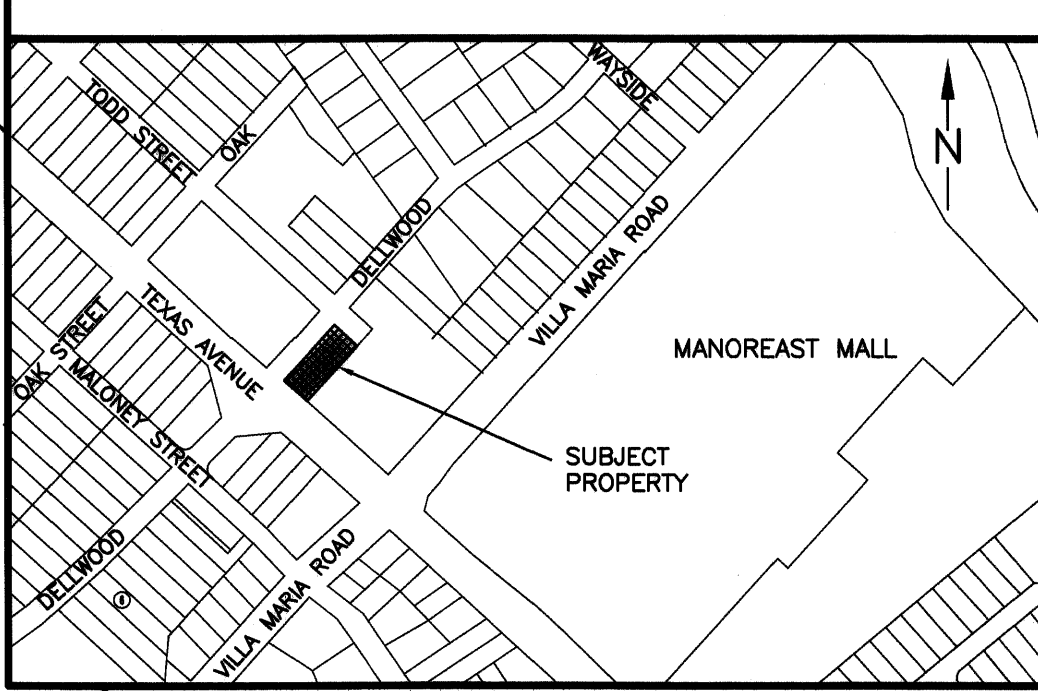 WAYSIDE
TODD STREET
OAK
N
DELLWOOD
VILLA MARIA ROAD
TEXAS AVENUE
OAK STREET
MANOREAST MALL
MALONEY STREET
SUBJECT
PROPERTY
DELLWOOD
VILLA MARIA ROAD